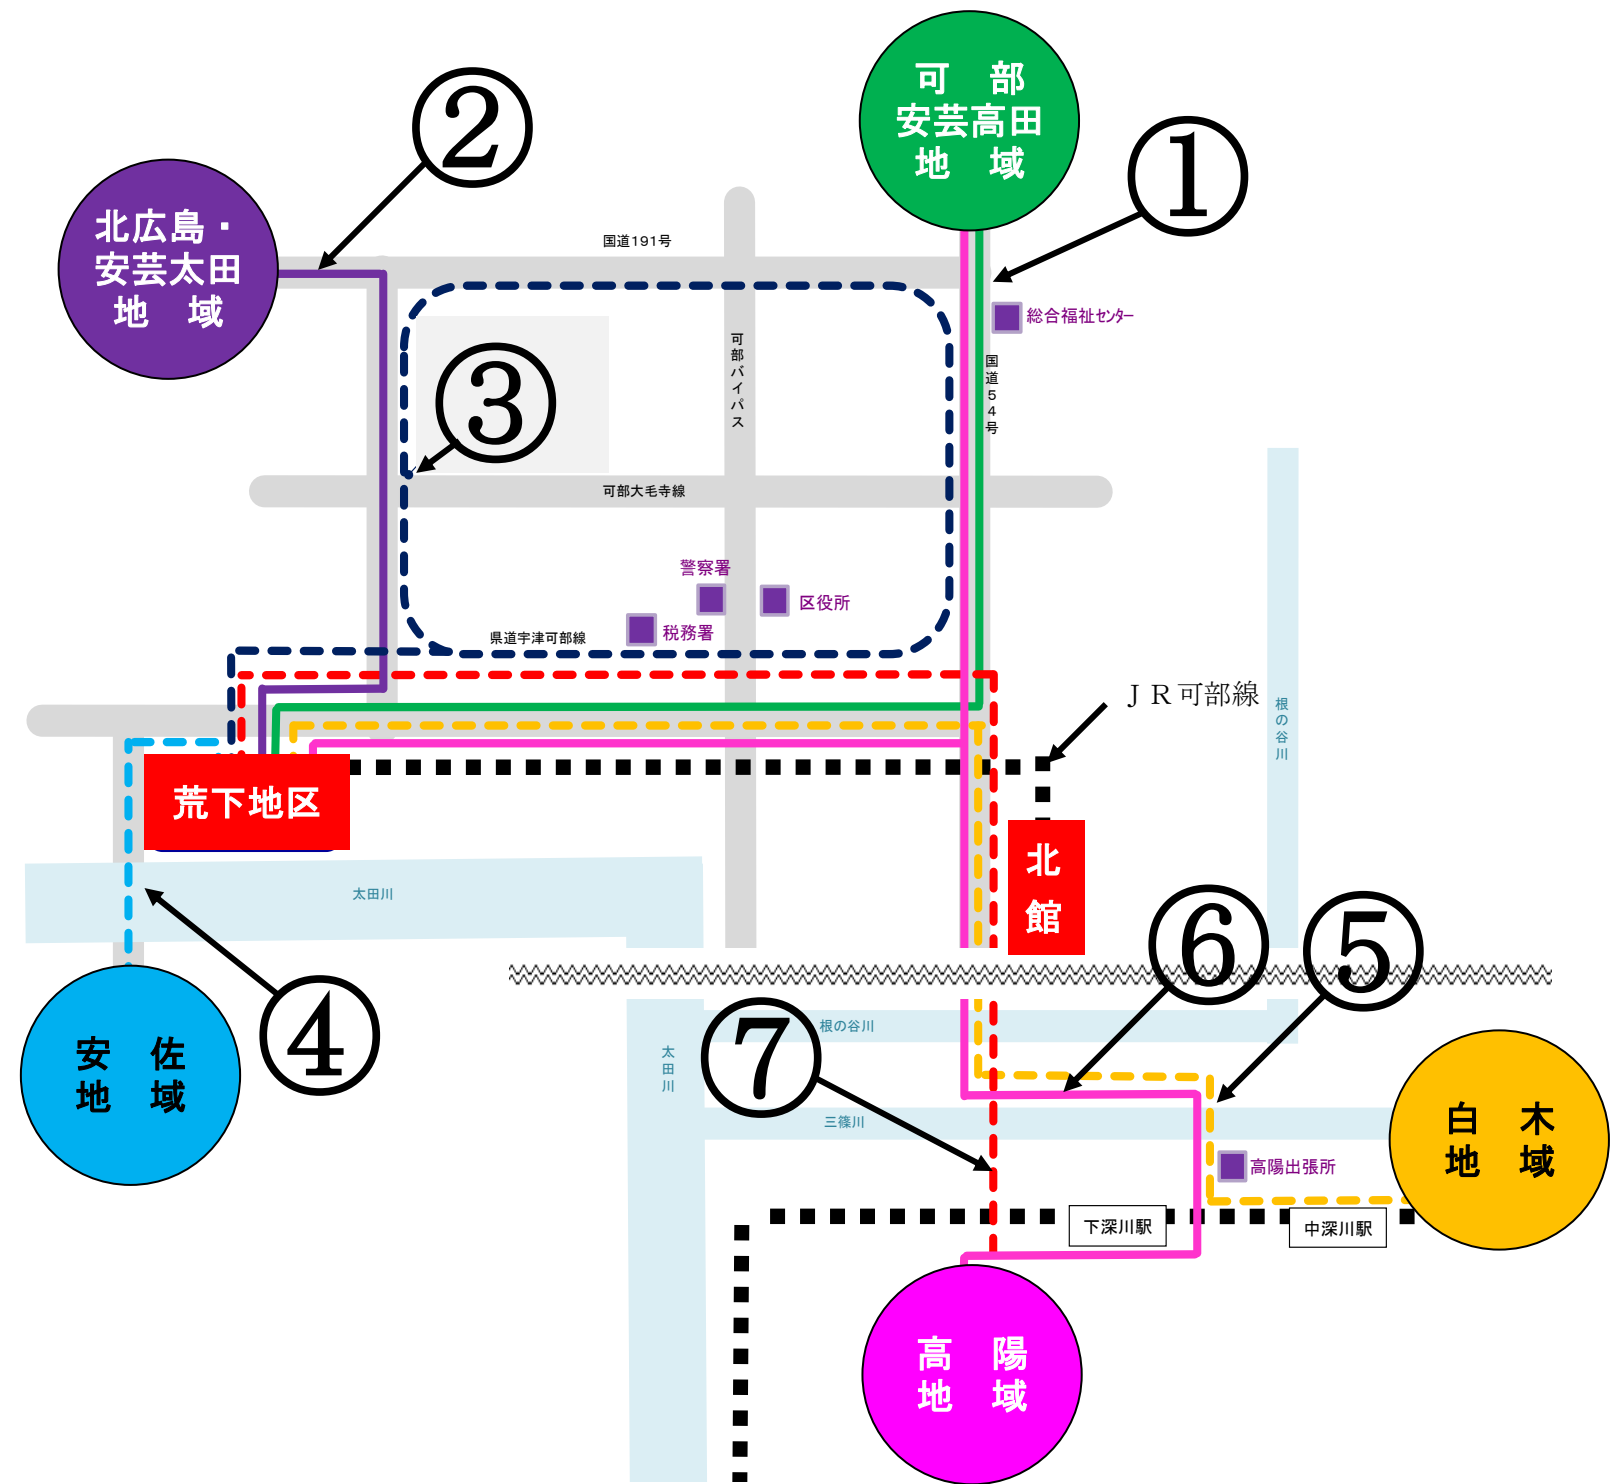 可　部
安芸高田
地　域
②
①
北広島・
安芸太田
地　域
国道191号
総合福祉センター
可部バイパス
国道54号
③
可部大毛寺線
警察署
区役所
税務署
県道宇津可部線
ＪＲ可部線
根の谷川
荒下地区
北館
太田川
⑥
⑤
④
⑦
根の谷川
太田川
安　佐
地　域
三篠川
白　木
地　域
高陽出張所
下深川駅
中深川駅
高　陽
地　域